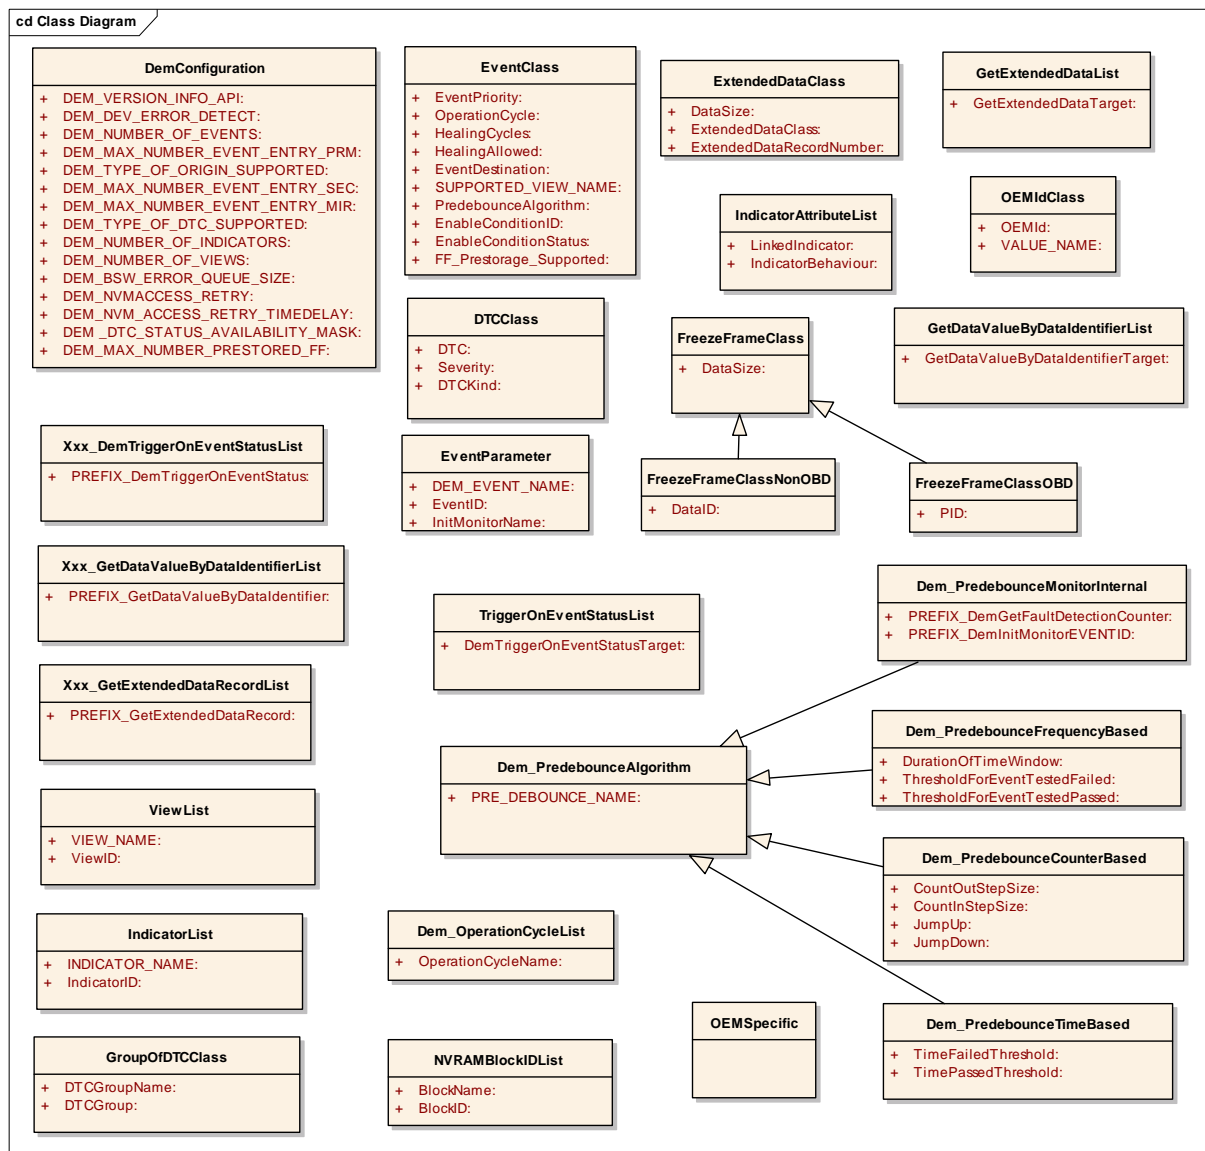 cd Class Diagram
DemConfiguration
+ DEM_VERSION_INFO_API:
+ DEM_DEV_ERROR_DETECT:
+ DEM_NUMBER_OF_EVENTS:
+ DEM_MAX_NUMBER_EVENT_ENTRY_PRM:
+ DEM_TYPE_OF_ORIGIN_SUPPORTED:
+ DEM_MAX_NUMBER_EVENT_ENTRY_SEC:
+ DEM_MAX_NUMBER_EVENT_ENTRY_MIR:
+ DEM_TYPE_OF_DTC_SUPPORTED:
+ DEM_NUMBER_OF_INDICATORS:
+ DEM_NUMBER_OF_VIEWS:
+ DEM_BSW_ERROR_QUEUE_SIZE:
+ DEM_NVMACCESS_RETRY:
+ DEM_NVM_ACCESS_RETRY_TIMEDELAY:
+ DEM _DTC_STATUS_AVAILABILITY_MASK:
+ DEM_MAX_NUMBER_PRESTORED_FF:
EventClass
+ EventPriority:
+ OperationCycle:
+ HealingCycles:
+ HealingAllowed:
+ EventDestination:
+ SUPPORTED_VIEW_NAME:
+ PredebounceAlgorithm:
+ EnableConditionID:
+ EnableConditionStatus:
+ FF_Prestorage_Supported:
ExtendedDataClass
+ DataSize:
+ ExtendedDataClass:
+ ExtendedDataRecordNumber:
GetExtendedDataList
+ GetExtendedDataTarget:
IndicatorAttributeList
+ LinkedIndicator:
+ IndicatorBehaviour:
OEMIdClass
+ OEMId:
+ VALUE_NAME:
DTCClass
+ DTC:
+ Severity:
+ DTCKind:
FreezeFrameClass
+ DataSize:
GetDataValueByDataIdentifierList
+ GetDataValueByDataIdentifierTarget:
Xxx_DemTriggerOnEventStatusList
+ PREFIX_DemTriggerOnEventStatus:
EventParameter
+ DEM_EVENT_NAME:
+ EventID:
+ InitMonitorName:
FreezeFrameClassNonOBD
+ DataID:
FreezeFrameClassOBD
+ PID:
Xxx_GetDataValueByDataIdentifierList
+ PREFIX_GetDataValueByDataIdentifier:
TriggerOnEventStatusList
+ DemTriggerOnEventStatusTarget:
Dem_PredebounceMonitorInternal
+ PREFIX_DemGetFaultDetectionCounter:
+ PREFIX_DemInitMonitorEVENTID:
Xxx_GetExtendedDataRecordList
+ PREFIX_GetExtendedDataRecord:
Dem_PredebounceAlgorithm
+ PRE_DEBOUNCE_NAME:
Dem_PredebounceFrequencyBased
+ DurationOfTimeWindow:
+ ThresholdForEventTestedFailed:
+ ThresholdForEventTestedPassed:
ViewList
+ VIEW_NAME:
+ ViewID:
Dem_PredebounceCounterBased
+ CountOutStepSize:
+ CountInStepSize:
+ JumpUp:
+ JumpDown:
IndicatorList
+ INDICATOR_NAME:
+ IndicatorID:
Dem_OperationCycleList
+ OperationCycleName:
OEMSpecific
Dem_PredebounceTimeBased
+ TimeFailedThreshold:
+ TimePassedThreshold:
GroupOfDTCClass
+ DTCGroupName:
+ DTCGroup:
NVRAMBlockIDList
+ BlockName:
+ BlockID: